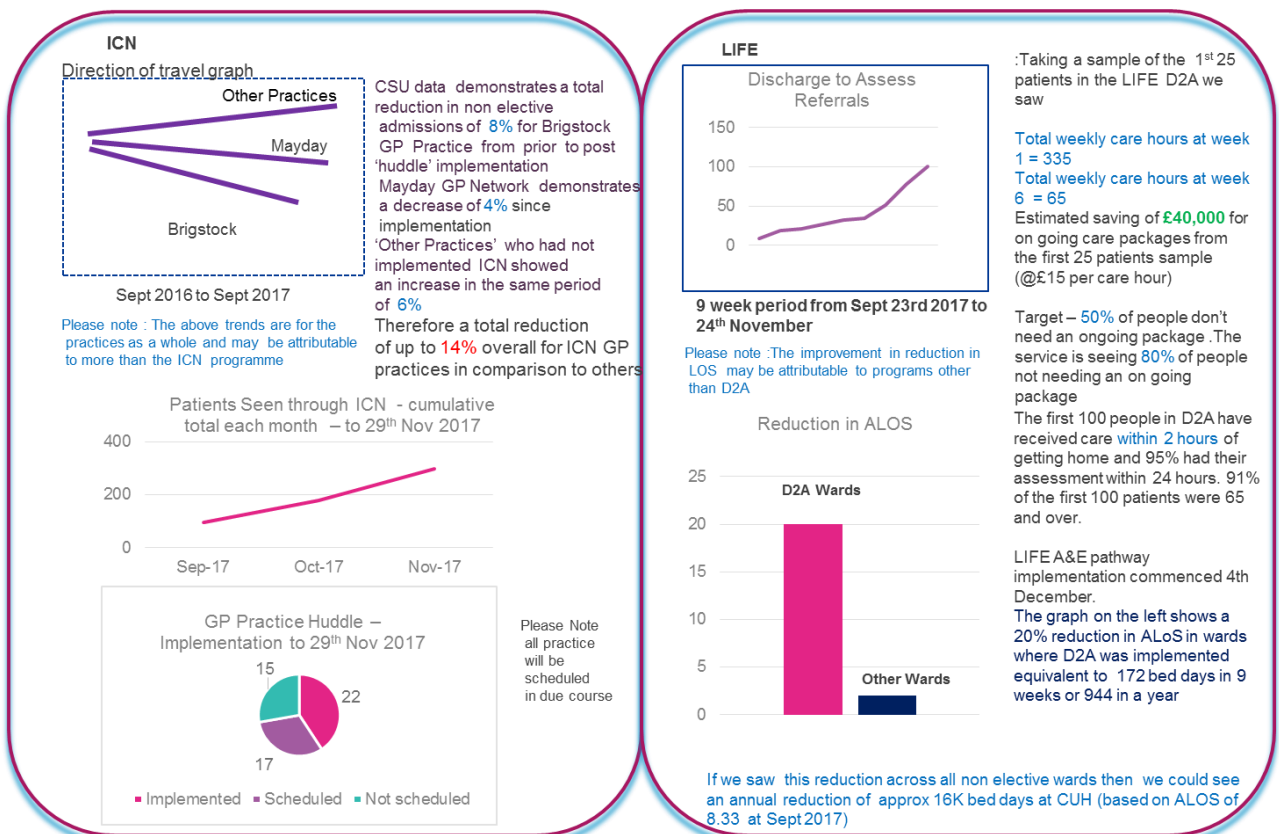 ICN
Direction of travel graph
Other Practices
Mayday
Brigstock
Sept 2016 to Sept 2017
Please note : The above trends are for the
practices as a whole and may be attributable
to more than the ICN programme
CSU data demonstrates a total
reduction in non elective
admissions of 8% for Brigstock
GP Practice from prior to post
‘huddle’ implementation
Mayday GP Network demonstrates
a decrease of 4% since
implementation
‘Other Practices’ who had not
implemented ICN showed
an increase in the same period
of 6%
Therefore a total reduction
of up to 14% overall for ICN GP
practices in comparison to others
Patients Seen through ICN - cumulative
total each month – to 29th Nov 2017
400
200
0
Sep-17 Oct-17 Nov-17
GP Practice Huddle –
Implementation to 29th Nov 2017
15
22
17
Implemented Scheduled Not scheduled
Please Note
all practice
will be
scheduled
in due course
LIFE
Discharge to Assess
Referrals
150
100
50
0
9 week period from Sept 23rd 2017 to
24th November
Please note :The improvement in reduction in
LOS may be attributable to programs other
than D2A
Reduction in ALOS
25
20
15
10
5
0
D2A Wards
Other Wards
:Taking a sample of the 1st 25
patients in the LIFE D2A we
saw
Total weekly care hours at week
1 = 335
Total weekly care hours at week
6 = 65
Estimated saving of £40,000 for
on going care packages from
the first 25 patients sample
(@£15 per care hour)
Target – 50% of people don’t
need an ongoing package .The
service is seeing 80% of people
not needing an on going
package
The first 100 people in D2A have
received care within 2 hours of
getting home and 95% had their
assessment within 24 hours. 91%
of the first 100 patients were 65
and over.
LIFE A&E pathway
implementation commenced 4th
December.
The graph on the left shows a
20% reduction in ALoS in wards
where D2A was implemented
equivalent to 172 bed days in 9
weeks or 944 in a year
If we saw this reduction across all non elective wards then we could see
an annual reduction of approx 16K bed days at CUH (based on ALOS of
8.33 at Sept 2017)